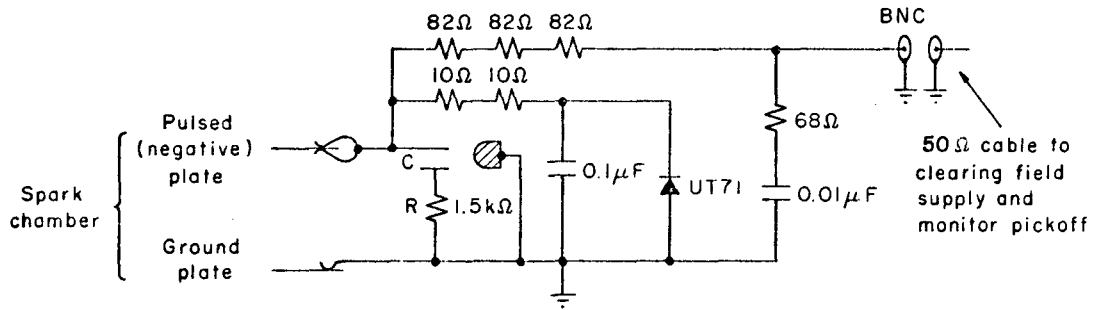 82Ω 82Ω 82Ω
BNC
10Ω 10Ω
Pulsed
(negative)
plate
68Ω
C
0.1μF
UT71
0.01μF
50Ω cable to
clearing field
supply and
monitor pickoff
Spark
chamber
R 1.5kΩ
Ground
plate